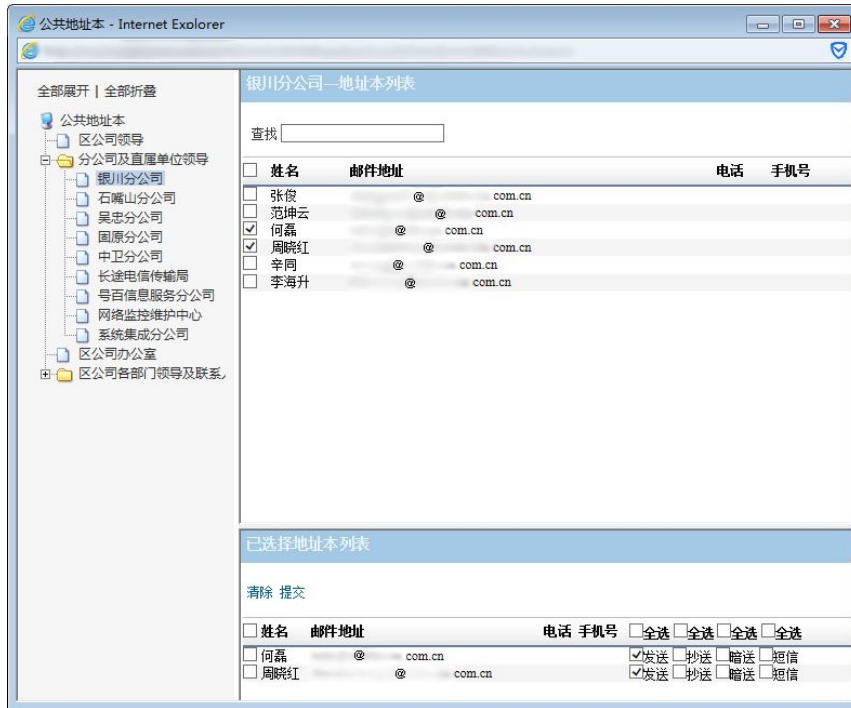 公共地址本 - Internet Explorer
全部展开 | 全部折叠
公共地址本
区公司领导
分公司及直属单位领导
银川分公司
石嘴山分公司
吴忠分公司
固原分公司
中卫分公司
长途电信传输局
号百信息服务分公司
网络监控维护中心
系统集成分公司
区公司办公室
区公司各部门领导及联系
银川分公司—地址本列表
查找
姓名 邮件地址 电话 手机号
张俊 @ com.cn
范坤云 @ com.cn
何磊 @ com.cn
周晓红 @ com.cn
辛同 @ com.cn
李海升 @ com.cn
已选择地址本列表
清除 提交
姓名 邮件地址 电话 手机号 全选 全选 全选 全选
何磊 @ com.cn 发送 抄送 暗送 短信
周晓红 @ com.cn 发送 抄送 暗送 短信